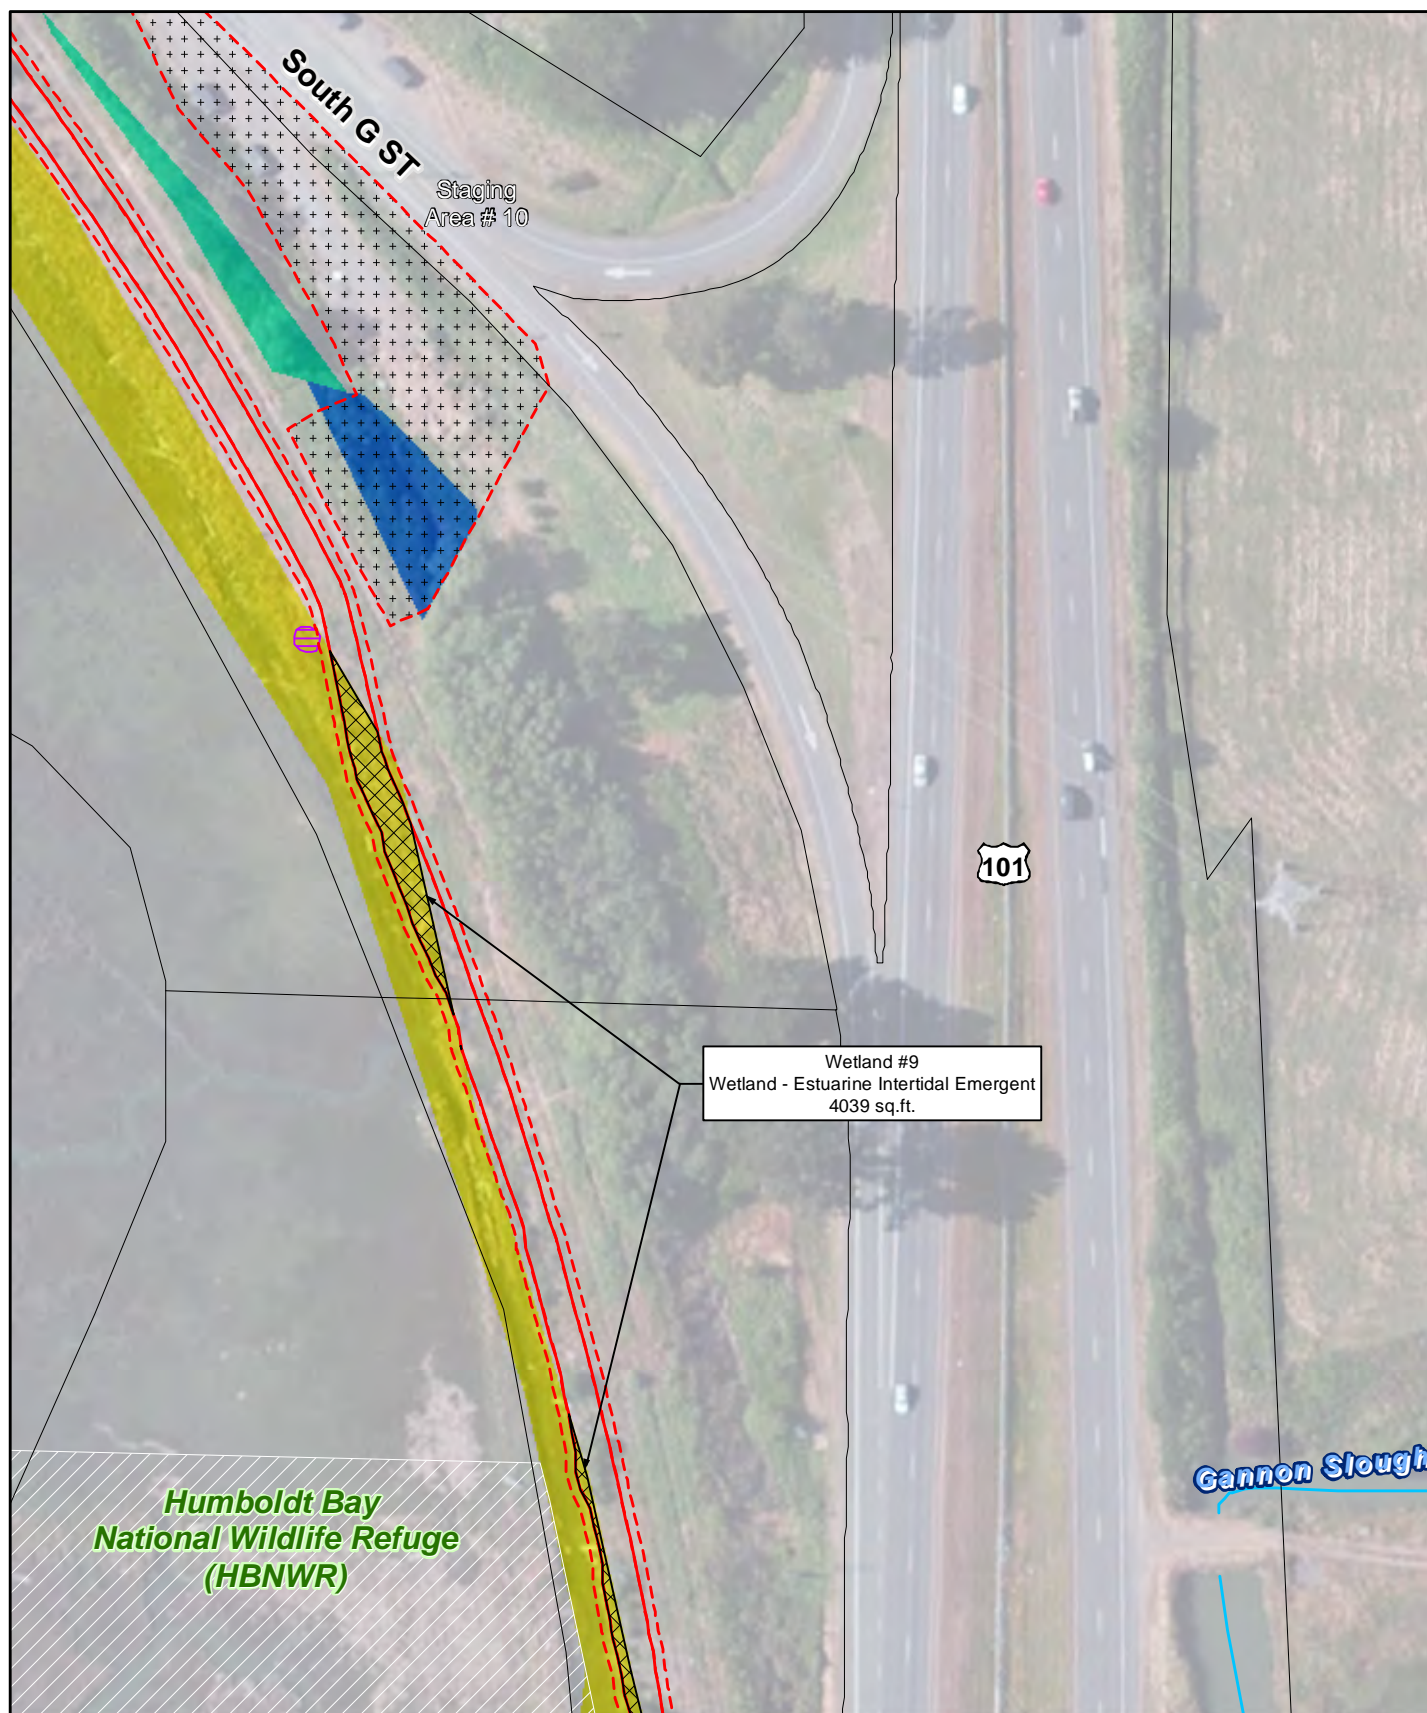 South G ST
Staging
Area # 10
101
Wetland #9
Wetland - Estuarine Intertidal Emergent
4039 sq.ft.
Gannon Slough
Humboldt Bay
National Wildlife Refuge
(HBNWR)